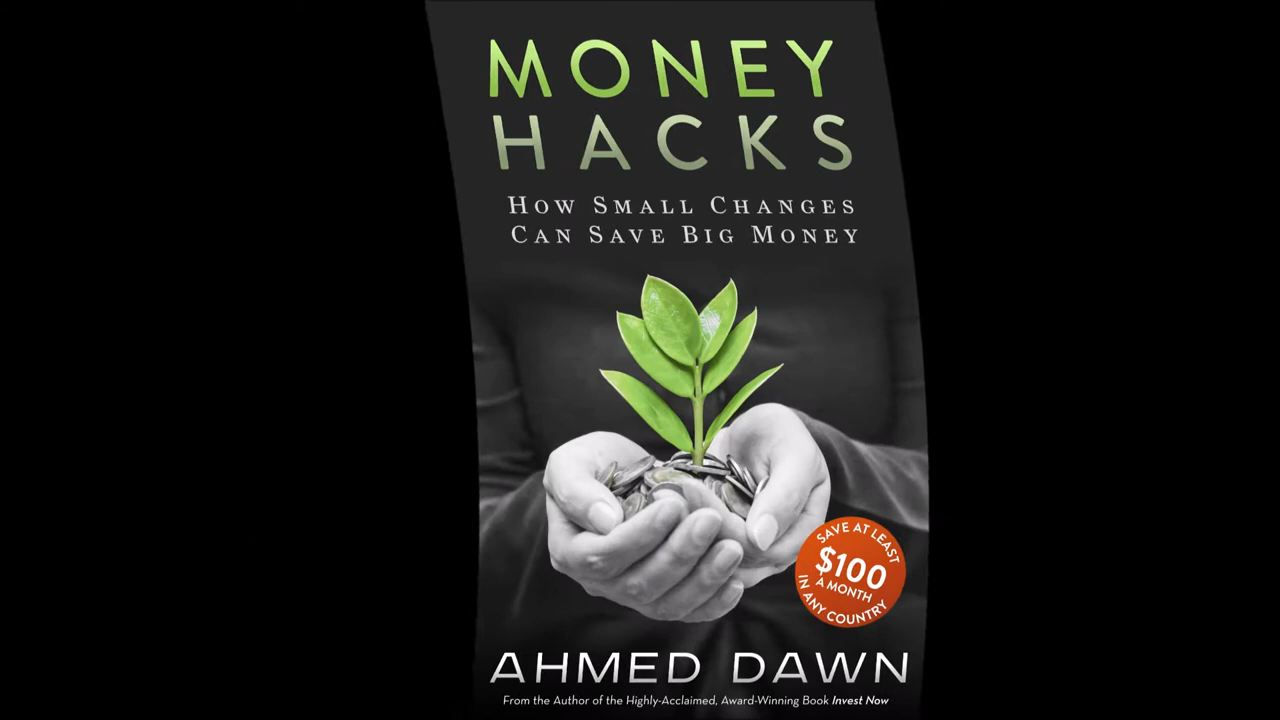 MONEY
HACKS
HOW SMALL CHANGES
CAN SAVE BIG MONEY
SAVE AT LEAST
$100
A MONTH
IN ANY COUNTRY
AHMED DAWN
From the Author of the Highly-Acclaimed, Award-Winning Book Invest Now